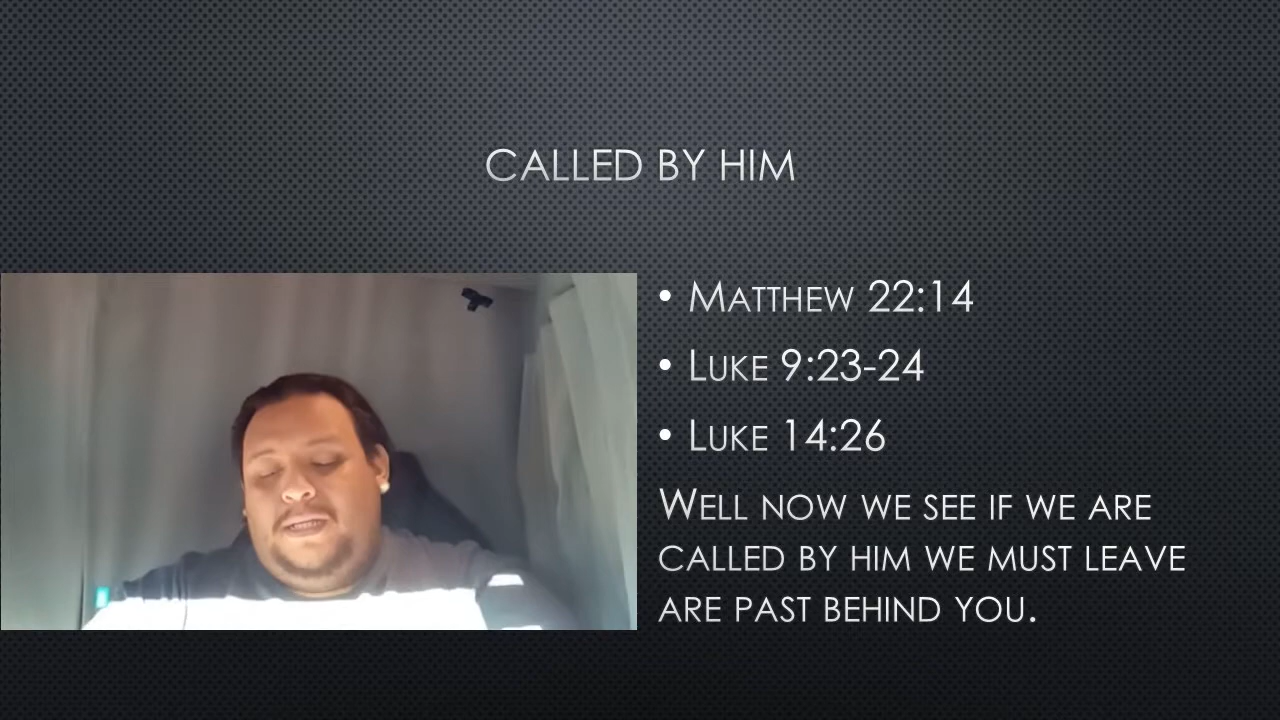 CALLED BY HIM
• MATTHEW 22:14
• LUKE 9:23-24
• LUKE 14:26
WELL NOW WE SEE IF WE ARE
CALLED BY HIM WE MUST LEAVE
ARE PAST BEHIND YOU.